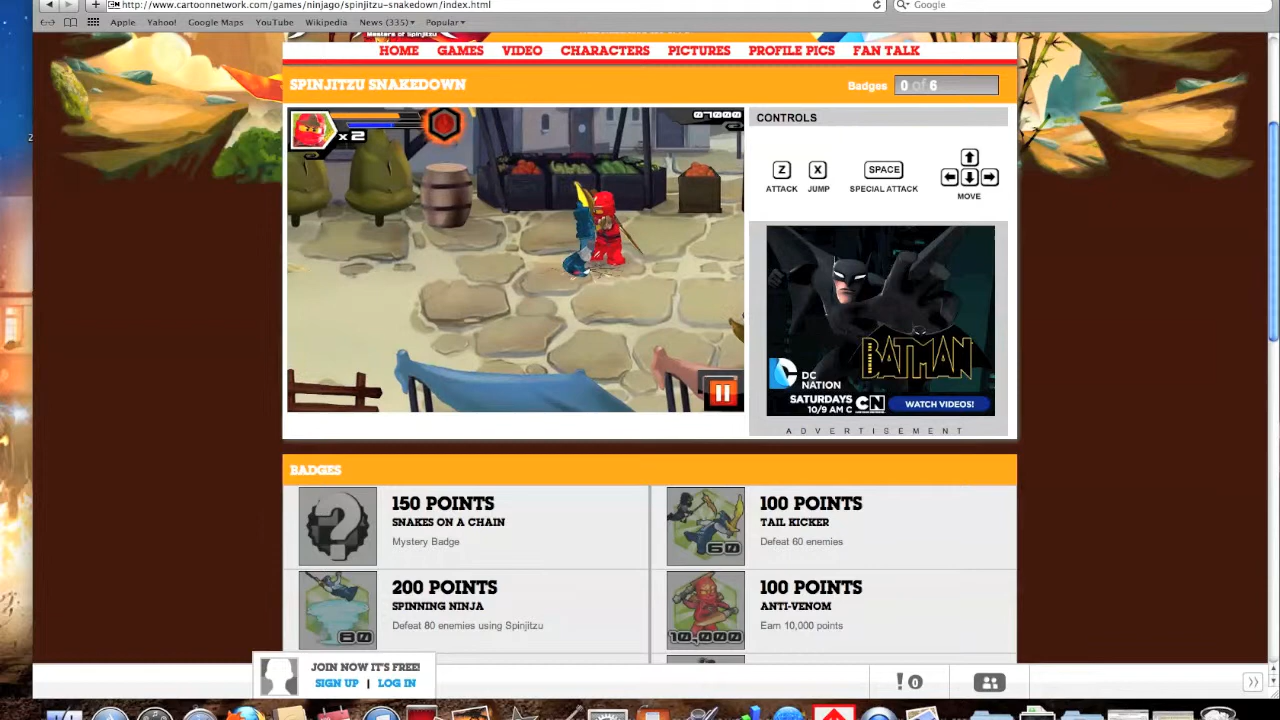 http://www.cartoonnetwork.com/games/ninjago/spinjitzu-snakedown/index.html
Google
Apple Yahoo! Google Maps YouTube Wikipedia News (335) Popular
Masters of Spinjitzu
HOME GAMES VIDEO CHARACTERS PICTURES PROFILE PICS FAN TALK
SPINJITZU SNAKEDOWN
Badges 0 of 6
x2
07000
CONTROLS
Z X SPACE
ATTACK JUMP SPECIAL ATTACK MOVE
BATMAN
DC NATION
SATURDAYS
10/9 AM C CN
WATCH VIDEOS!
ADVERTISEMENT
BADGES
?
150 POINTS
SNAKES ON A CHAIN
Mystery Badge
60
100 POINTS
TAIL KICKER
Defeat 60 enemies
80
200 POINTS
SPINNING NINJA
Defeat 80 enemies using Spinjitzu
10,000
100 POINTS
ANTI-VENOM
Earn 10,000 points
JOIN NOW IT'S FREE!
SIGN UP | LOG IN
! 0